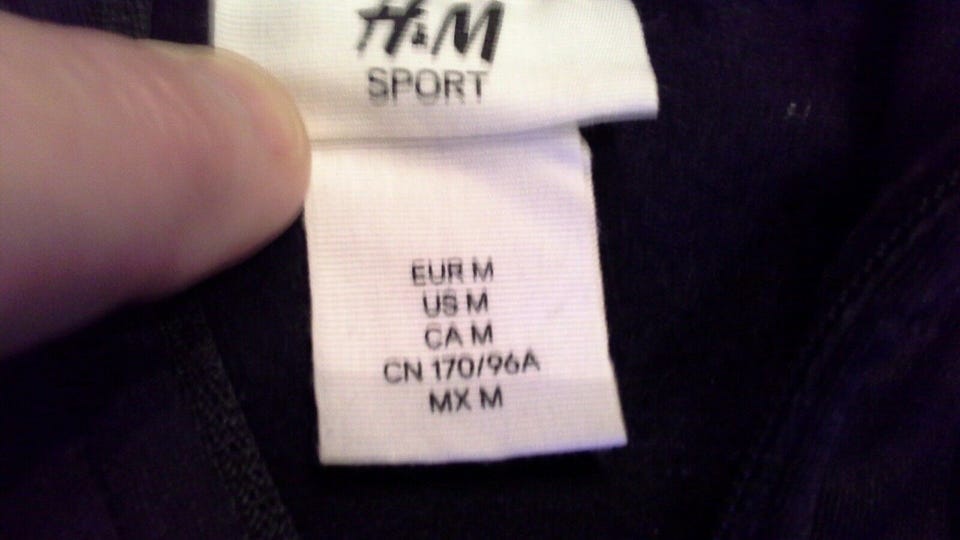 H&M
SPORT
EUR M
US M
CA M
CN 170/96A
MX M